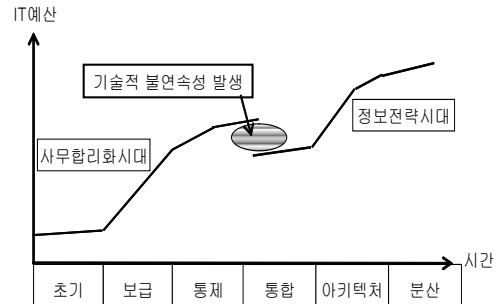 IT예산
기술적 불연속성 발생
사무합리화시대
정보전략시대
시간
초기
보급
통제
통합
아키텍처
분산